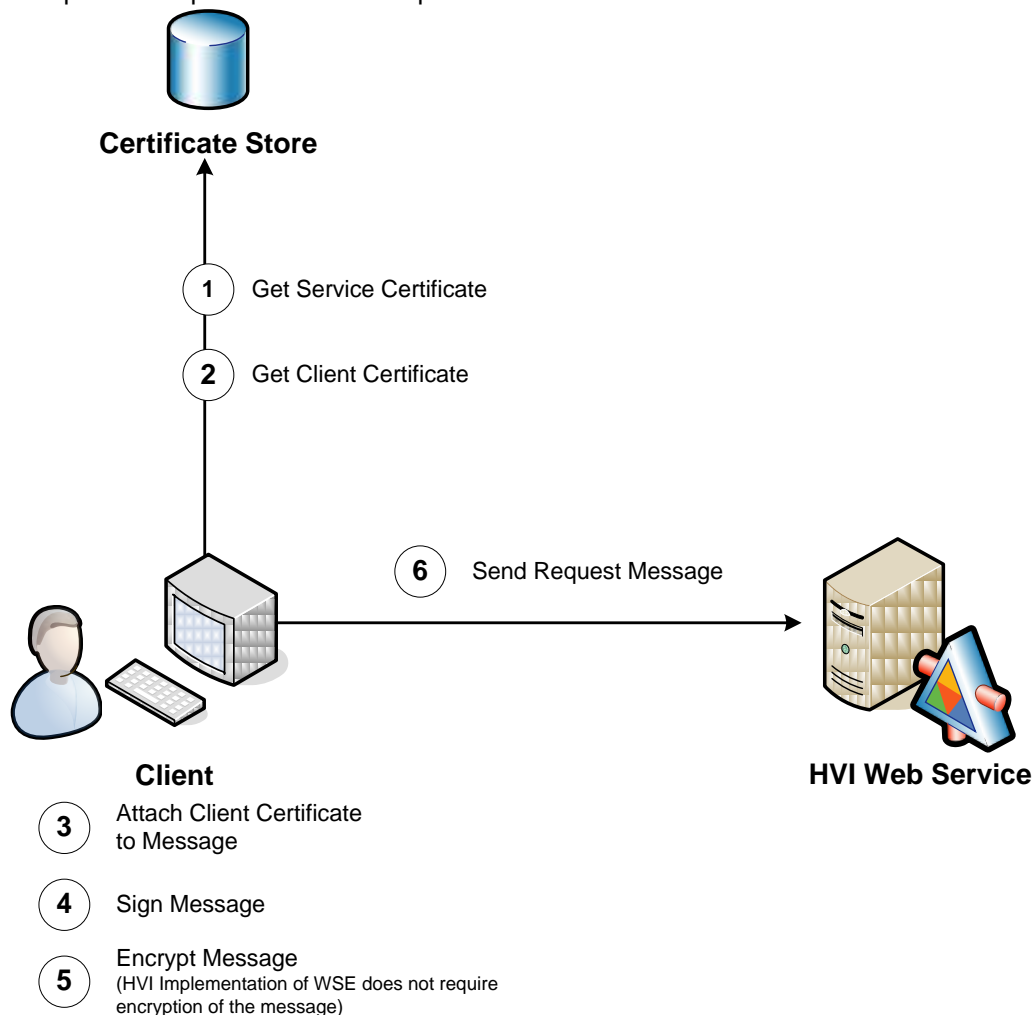 Certificate Store
1
Get Service Certificate
2
Get Client Certificate
6
Send Request Message
Client
HVI Web Service
3
Attach Client Certificate
to Message
4
Sign Message
5
Encrypt Message
(HVI Implementation of WSE does not require
encryption of the message)